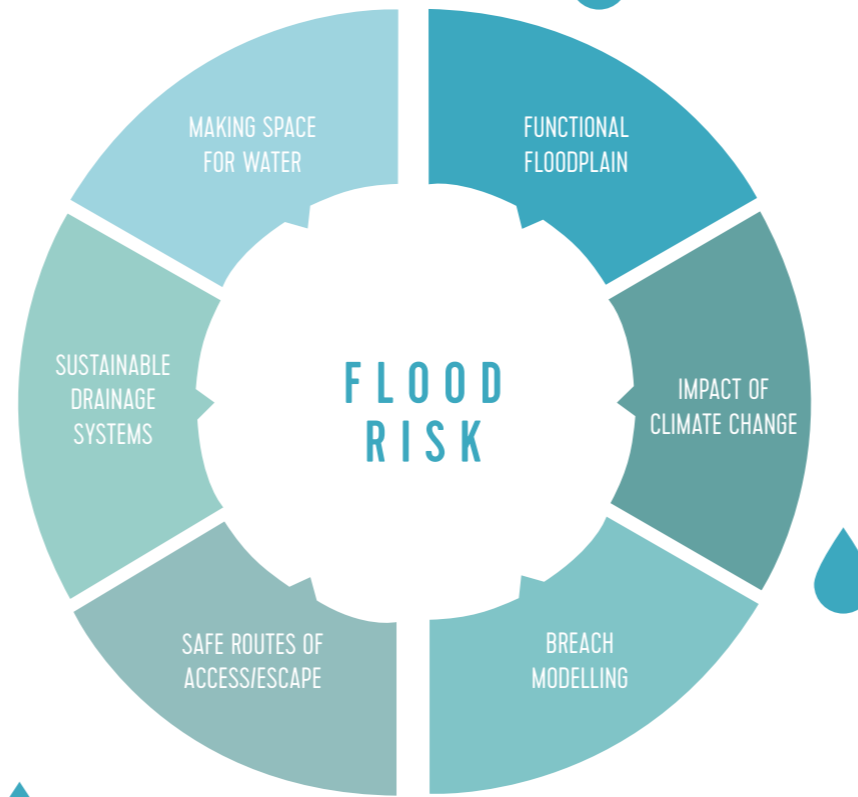 MAKING SPACE
FOR WATER
FUNCTIONAL
FLOODPLAIN
SUSTAINABLE
DRAINAGE
SYSTEMS
FLOOD
RISK
IMPACT OF
CLIMATE CHANGE
SAFE ROUTES OF
ACCESS/ESCAPE
BREACH
MODELLING